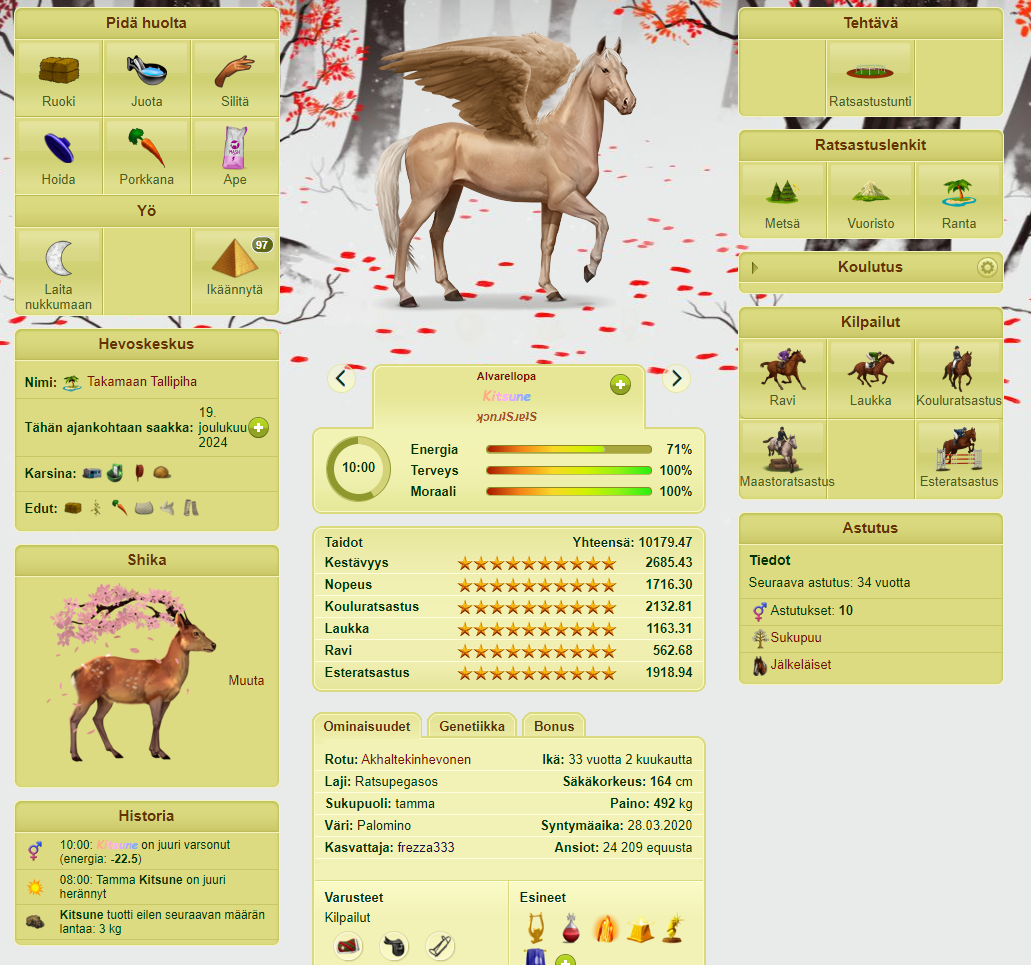 Pidä huolta
Ruoki
Juota
Silitä
Hoida
Porkkana
MASH
Ape
Yö
97
Laita
nukkumaan
Ikäännytä
Hevoskeskus
Nimi: Takamaan Tallipiha
Tähän ajankohtaan saakka: 19.
joulukuu
2024
Karsina:
Edut:
Shika
Muuta
Historia
10:00: Kitsune on juuri varsonut
(energia: -22.5)
08:00: Tamma Kitsune on juuri
herännyt
Kitsune tuotti eilen seuraavan määrän
lantaa: 3 kg
Alvarellopa
Kitsune
StarStruck
10:00
Energia 71%
Terveys 100%
Moraali 100%
Taidot Yhteensä: 10179.47
Kestävyys 2685.43
Nopeus 1716.30
Kouluratsastus 2132.81
Laukka 1163.31
Ravi 562.68
Esteratsastus 1918.94
Ominaisuudet Genetiikka Bonus
Rotu: Akhaltekinhevonen Ikä: 33 vuotta 2 kuukautta
Laji: Ratsupegasos Säkäkorkeus: 164 cm
Sukupuoli: tamma Paino: 492 kg
Väri: Palomino Syntymäaika: 28.03.2020
Kasvattaja: frezza333 Ansiot: 24 209 equusta
Varusteet
Kilpailut
Esineet
Tehtävä
Ratsastustunti
Ratsastuslenkit
Metsä
Vuoristo
Ranta
Koulutus
Kilpailut
Ravi
Laukka
Kouluratsastus
Maastoratsastus
Esteratsastus
Astutus
Tiedot
Seuraava astutus: 34 vuotta
Astutukset: 10
Sukupuu
Jälkeläiset